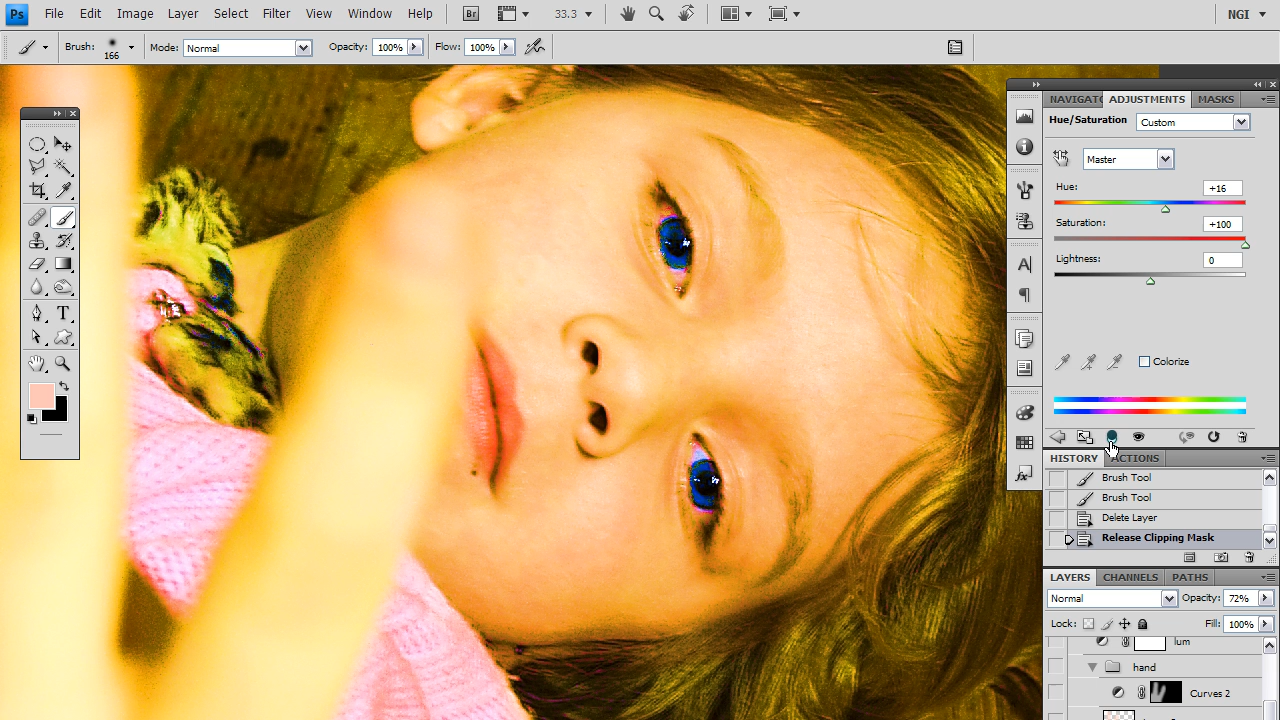 Ps File Edit Image Layer Select Filter View Window Help Br 33.3 NGI
Brush: 166 Mode: Normal Opacity: 100% Flow: 100%
NAVIGAT ADJUSTMENTS MASKS
Hue/Saturation Custom
Master
Hue: +16
Saturation: +100
Lightness: 0
Colorize
HISTORY ACTIONS
Brush Tool
Brush Tool
Delete Layer
Release Clipping Mask
LAYERS CHANNELS PATHS
Normal Opacity: 72%
Lock: Fill: 100%
lum
hand
Curves 2